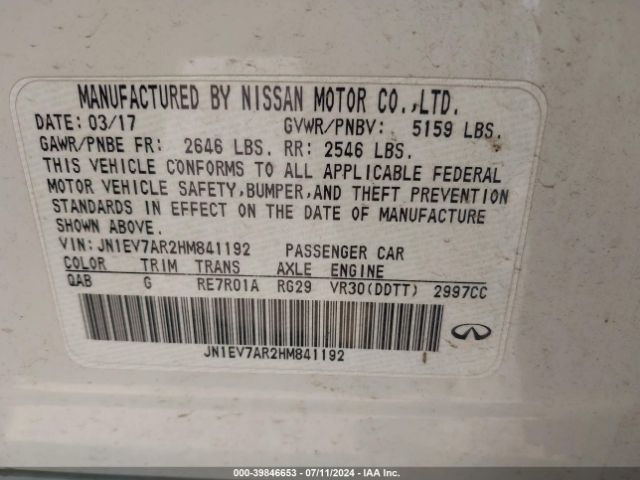 MANUFACTURED BY NISSAN MOTOR CO.,LTD.
DATE: 03/17 GVWR/PNBV: 5159 LBS.
GAWR/PNBE FR: 2646 LBS. RR: 2546 LBS.
THIS VEHICLE CONFORMS TO ALL APPLICABLE FEDERAL
MOTOR VEHICLE SAFETY,BUMPER,AND THEFT PREVENTION
STANDARDS IN EFFECT ON THE DATE OF MANUFACTURE
SHOWN ABOVE.
VIN: JN1EV7AR2HM841192 PASSENGER CAR
COLOR TRIM TRANS AXLE ENGINE
QAB G RE7R01A RG29 VR30(DDTT) 2997CC
JN1EV7AR2HM841192
000-39846653 - 07/11/2024 - IAA Inc.